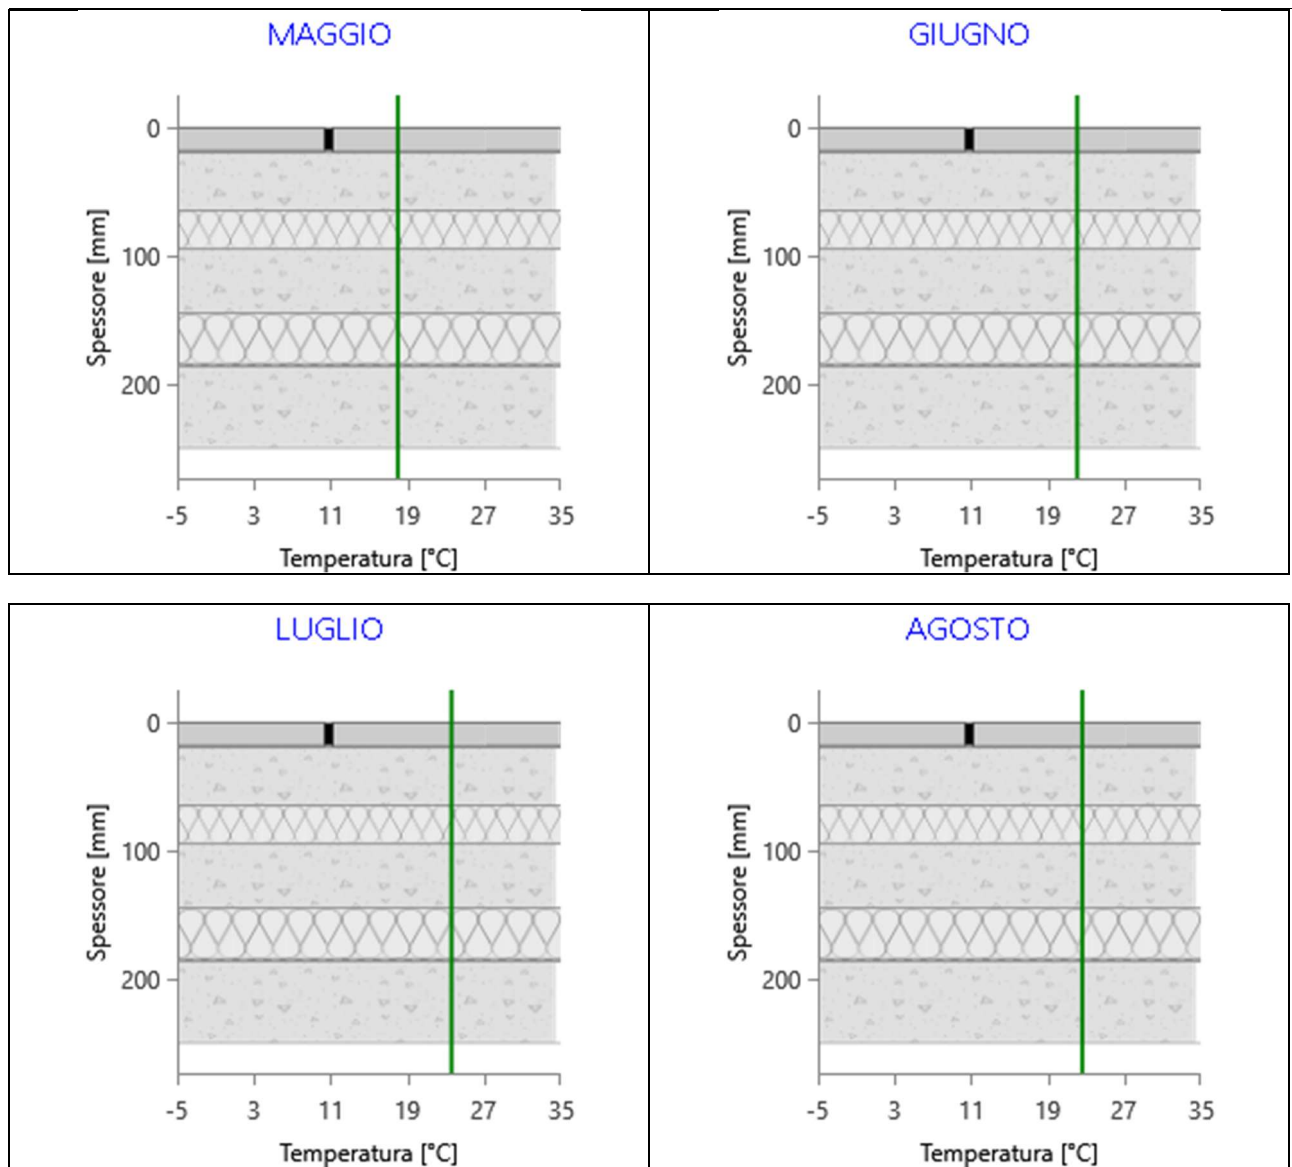 MAGGIO
0
100
200
Spessore [mm]
-5 3 11 19 27 35
Temperatura [°C]
GIUGNO
0
100
200
Spessore [mm]
-5 3 11 19 27 35
Temperatura [°C]
LUGLIO
0
100
200
Spessore [mm]
-5 3 11 19 27 35
Temperatura [°C]
AGOSTO
0
100
200
Spessore [mm]
-5 3 11 19 27 35
Temperatura [°C]